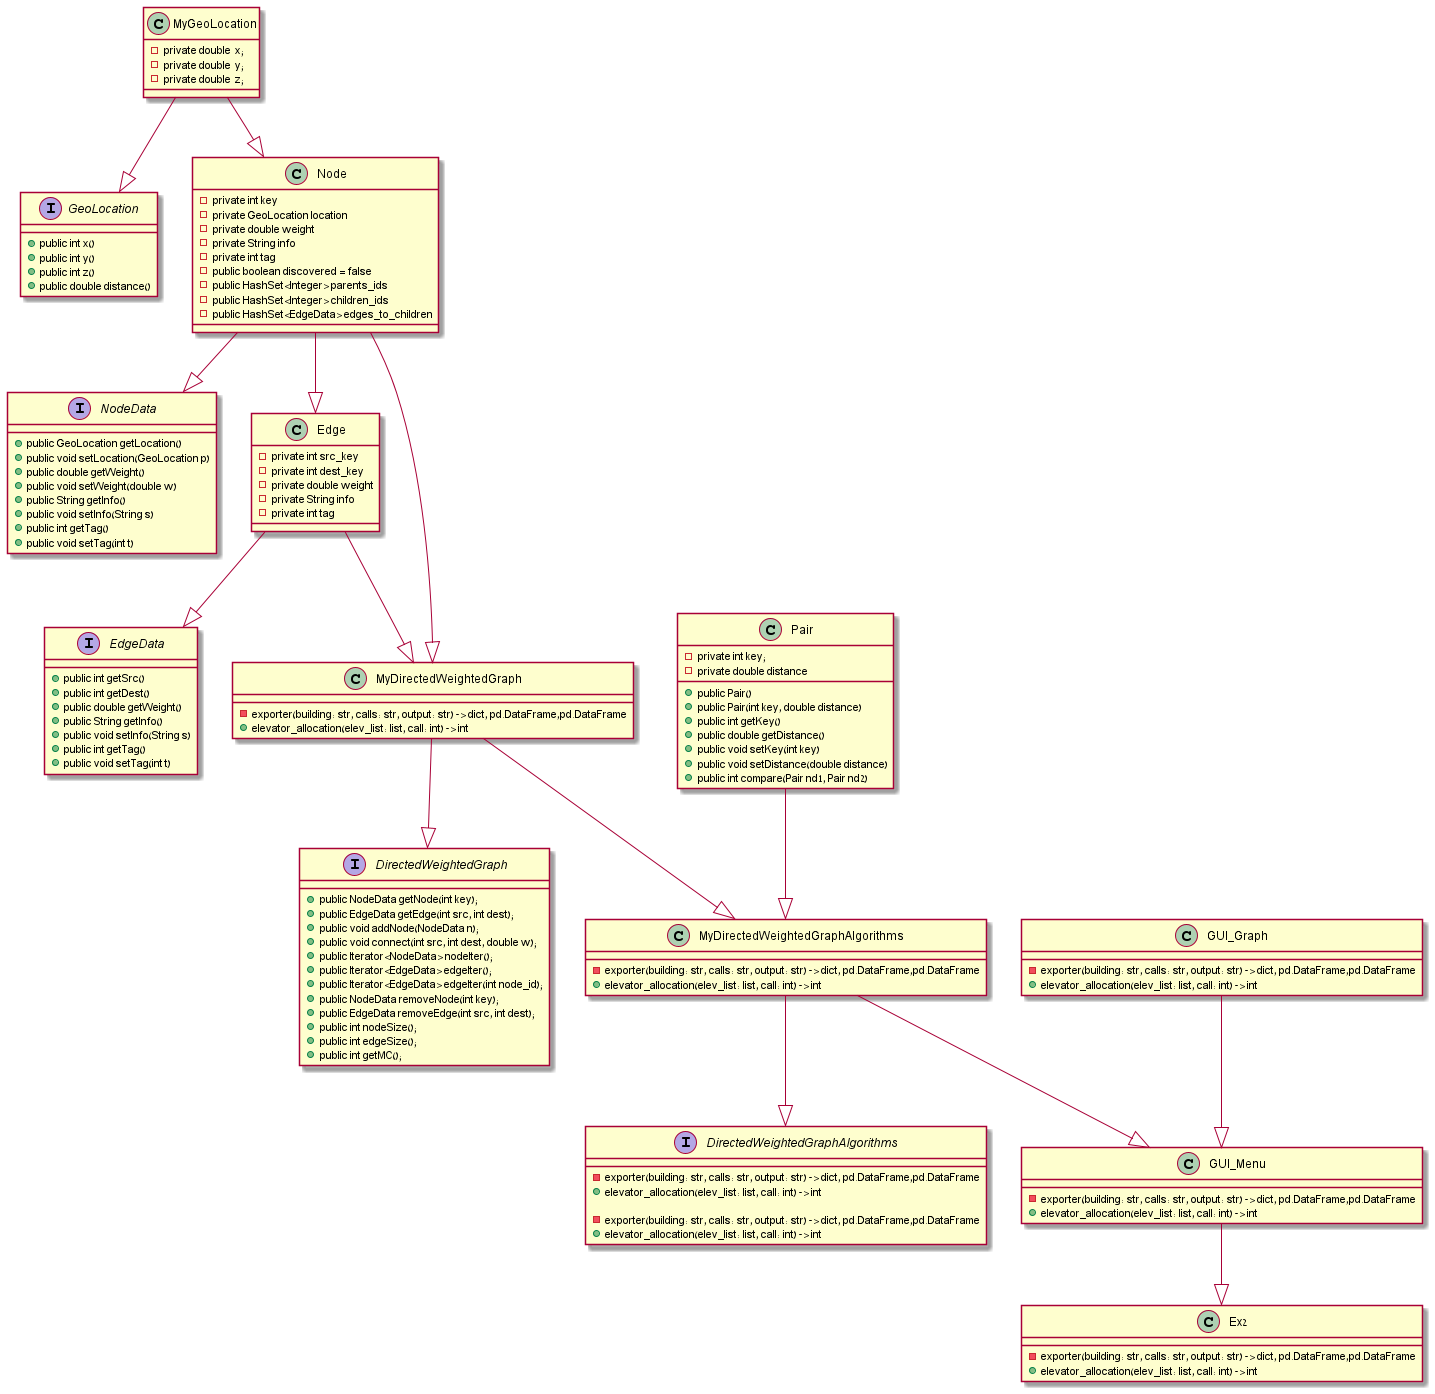 C MyGeoLocation
private double x;
private double y;
private double z;
I GeoLocation
public int x()
public int y()
public int z()
public double distance()
C Node
private int key
private GeoLocation location
private double weight
private String info
private int tag
public boolean discovered = false
public HashSet<Integer> parents_ids
public HashSet<Integer> children_ids
public HashSet<EdgeData> edges_to_children
I NodeData
public GeoLocation getLocation()
public void setLocation(GeoLocation p)
public double getWeight()
public void setWeight(double w)
public String getInfo()
public void setInfo(String s)
public int getTag()
public void setTag(int t)
C Edge
private int src_key
private int dest_key
private double weight
private String info
private int tag
I EdgeData
public int getSrc()
public int getDest()
public double getWeight()
public String getInfo()
public void setInfo(String s)
public int getTag()
public void setTag(int t)
C MyDirectedWeightedGraph
exporter(building: str, calls: str, output: str) -> dict, pd.DataFrame,pd.DataFrame
elevator_allocation(elev_list: list, call: int) -> int
C Pair
private int key;
private double distance
public Pair()
public Pair(int key, double distance)
public int getKey()
public double getDistance()
public void setKey(int key)
public void setDistance(double distance)
public int compare(Pair nd1, Pair nd2)
I DirectedWeightedGraph
public NodeData getNode(int key);
public EdgeData getEdge(int src, int dest);
public void addNode(NodeData n);
public void connect(int src, int dest, double w);
public Iterator<NodeData> nodeIter();
public Iterator<EdgeData> edgeIter();
public Iterator<EdgeData> edgeIter(int node_id);
public NodeData removeNode(int key);
public EdgeData removeEdge(int src, int dest);
public int nodeSize();
public int edgeSize();
public int getMC();
C MyDirectedWeightedGraphAlgorithms
exporter(building: str, calls: str, output: str) -> dict, pd.DataFrame,pd.DataFrame
elevator_allocation(elev_list: list, call: int) -> int
C GUI_Graph
exporter(building: str, calls: str, output: str) -> dict, pd.DataFrame,pd.DataFrame
elevator_allocation(elev_list: list, call: int) -> int
I DirectedWeightedGraphAlgorithms
exporter(building: str, calls: str, output: str) -> dict, pd.DataFrame,pd.DataFrame
elevator_allocation(elev_list: list, call: int) -> int
exporter(building: str, calls: str, output: str) -> dict, pd.DataFrame,pd.DataFrame
elevator_allocation(elev_list: list, call: int) -> int
C GUI_Menu
exporter(building: str, calls: str, output: str) -> dict, pd.DataFrame,pd.DataFrame
elevator_allocation(elev_list: list, call: int) -> int
C Ex2
exporter(building: str, calls: str, output: str) -> dict, pd.DataFrame,pd.DataFrame
elevator_allocation(elev_list: list, call: int) -> int